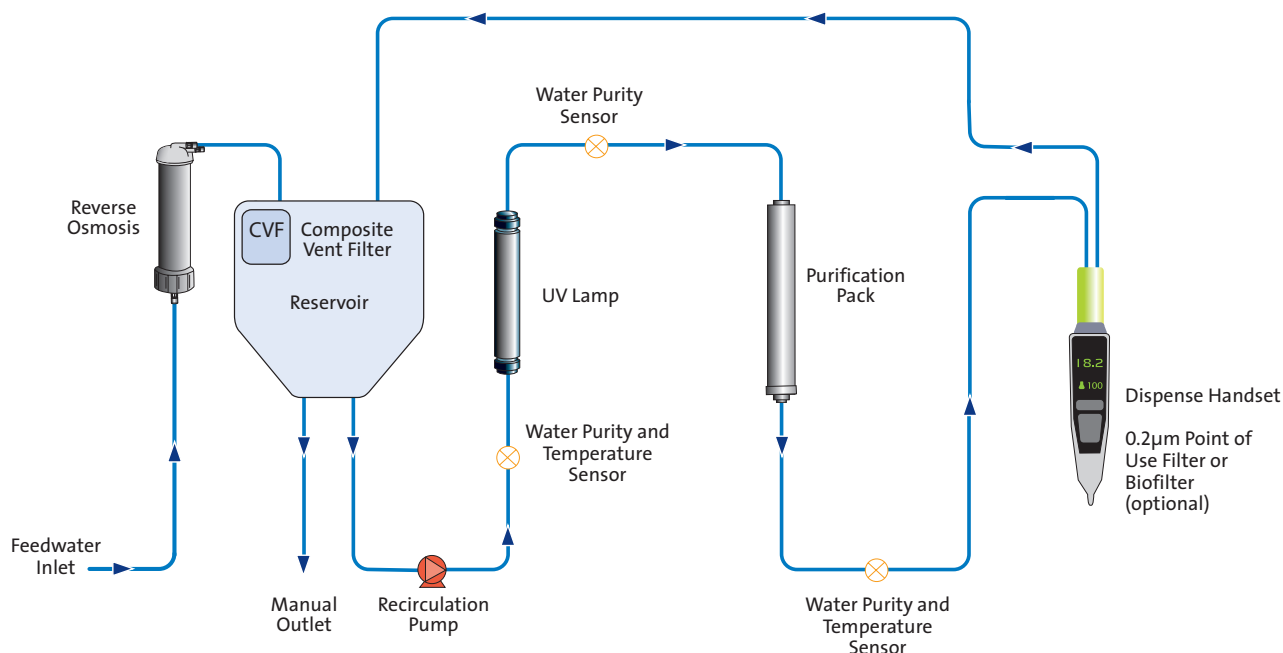 Water Purity
Sensor
Reverse
Osmosis
CVF
Composite
Vent Filter
Reservoir
UV Lamp
Purification
Pack
18.2
100
Dispense Handset
0.2µm Point of
Use Filter or
Biofilter
(optional)
Water Purity and
Temperature
Sensor
Feedwater
Inlet
Manual
Outlet
Recirculation
Pump
Water Purity and
Temperature
Sensor